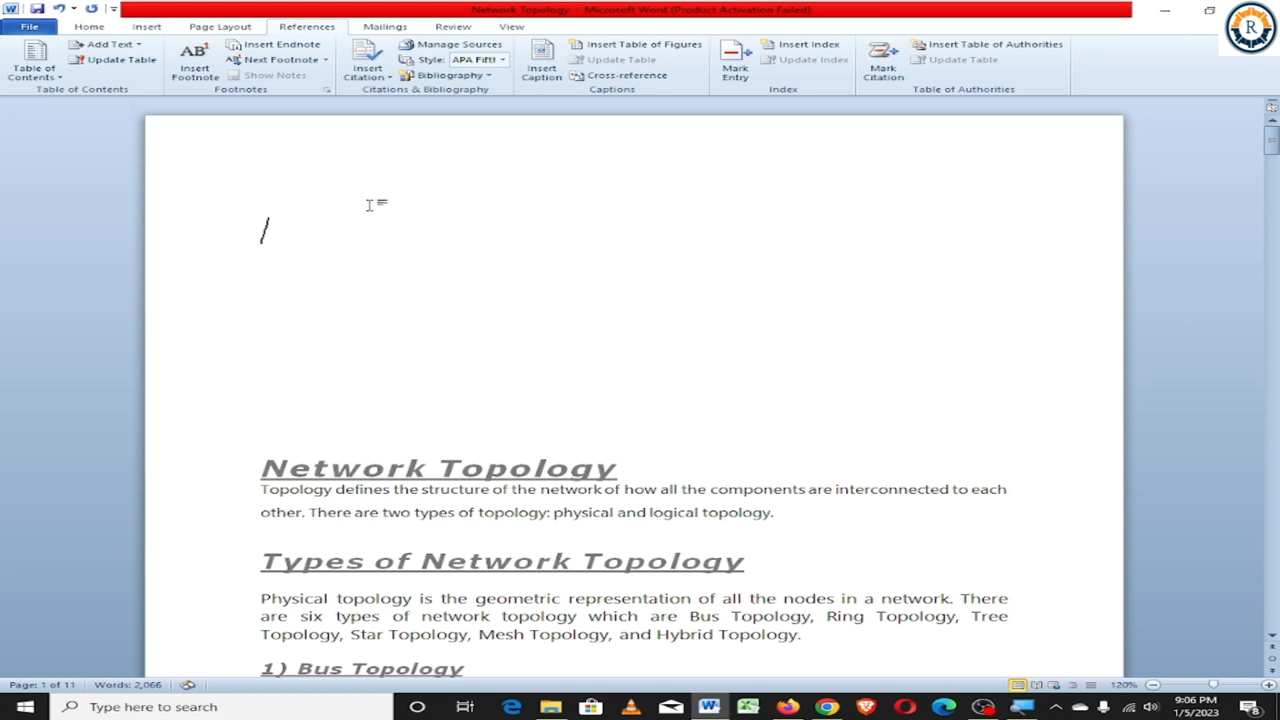 Network Topology - Microsoft Word (Product Activation Failed)
File Home Insert Page Layout References Mailings Review View
R
Table of Contents
Add Text
Update Table
Table of Contents
AB¹ Insert Footnote
Insert Endnote
Next Footnote
Show Notes
Footnotes
Insert Citation
Manage Sources
Style: APA Fifth
Bibliography
Citations & Bibliography
Insert Caption
Insert Table of Figures
Update Table
Cross-reference
Captions
Mark Entry
Insert Index
Update Index
Index
Mark Citation
Insert Table of Authorities
Update Table
Table of Authorities
Network Topology
Topology defines the structure of the network of how all the components are interconnected to each
other. There are two types of topology: physical and logical topology.
Types of Network Topology
Physical topology is the geometric representation of all the nodes in a network. There
are six types of network topology which are Bus Topology, Ring Topology, Tree
Topology, Star Topology, Mesh Topology, and Hybrid Topology.
1) Bus Topology
Page: 1 of 11 Words: 2,066 120%
Type here to search
9:06 PM
1/5/2023
8